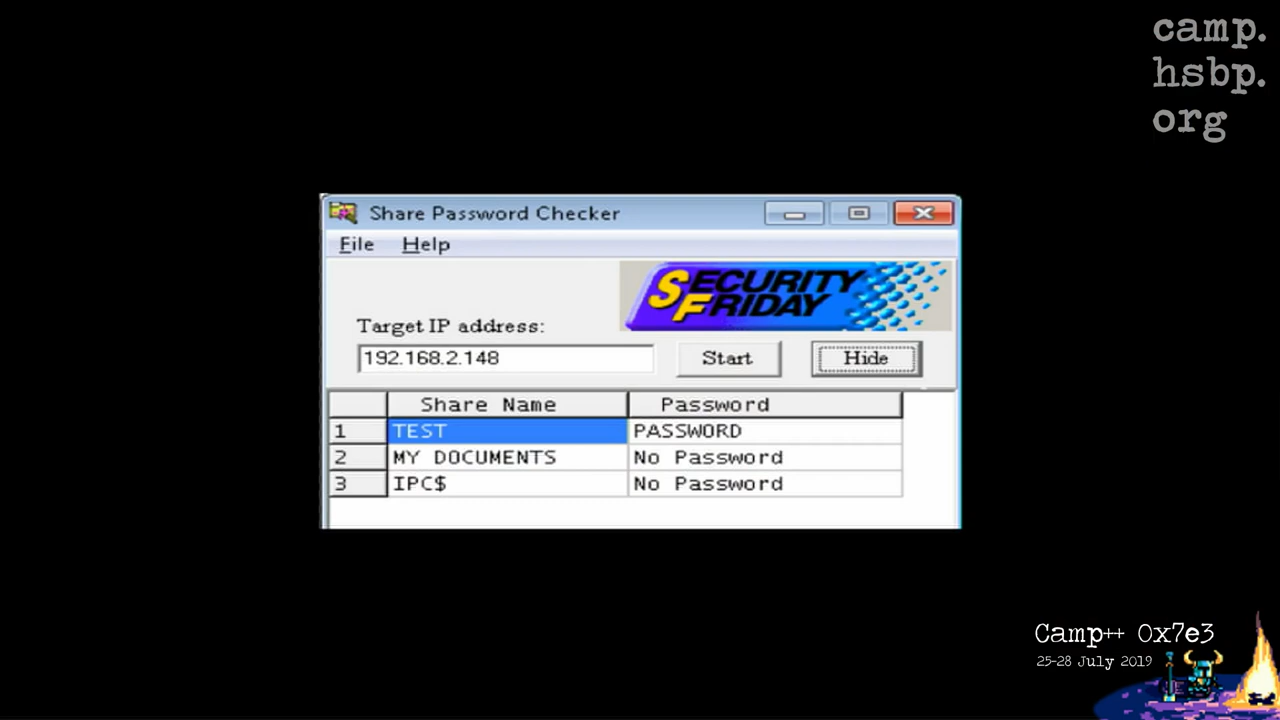 camp.
hsbp.
org
Share Password Checker
File Help
SECURITY
FRIDAY
Target IP address:
192.168.2.148 Start Hide
Share Name Password
1 TEST PASSWORD
2 MY DOCUMENTS No Password
3 IPC$ No Password
Camp++ 0x7e3
25-28 July 2019